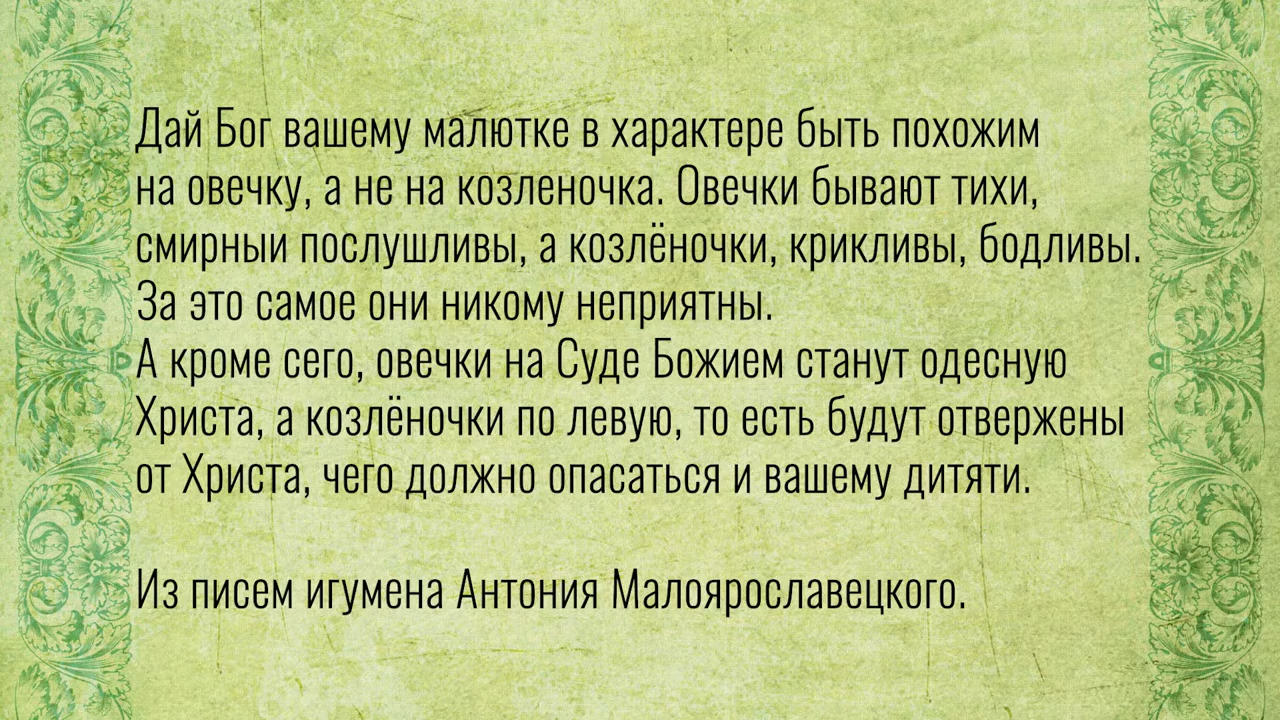 Дай Бог вашему малютке в характере быть похожим
на овечку, а не на козленочка. Овечки бывают тихи,
смирныи послушливы, а козлёночки, крикливы, бодливы.
За это самое они никому неприятны.
А кроме сего, овечки на Суде Божием станут одесную
Христа, а козлёночки по левую, то есть будут отвержены
от Христа, чего должно опасаться и вашему дитяти.
Из писем игумена Антония Малоярославецкого.